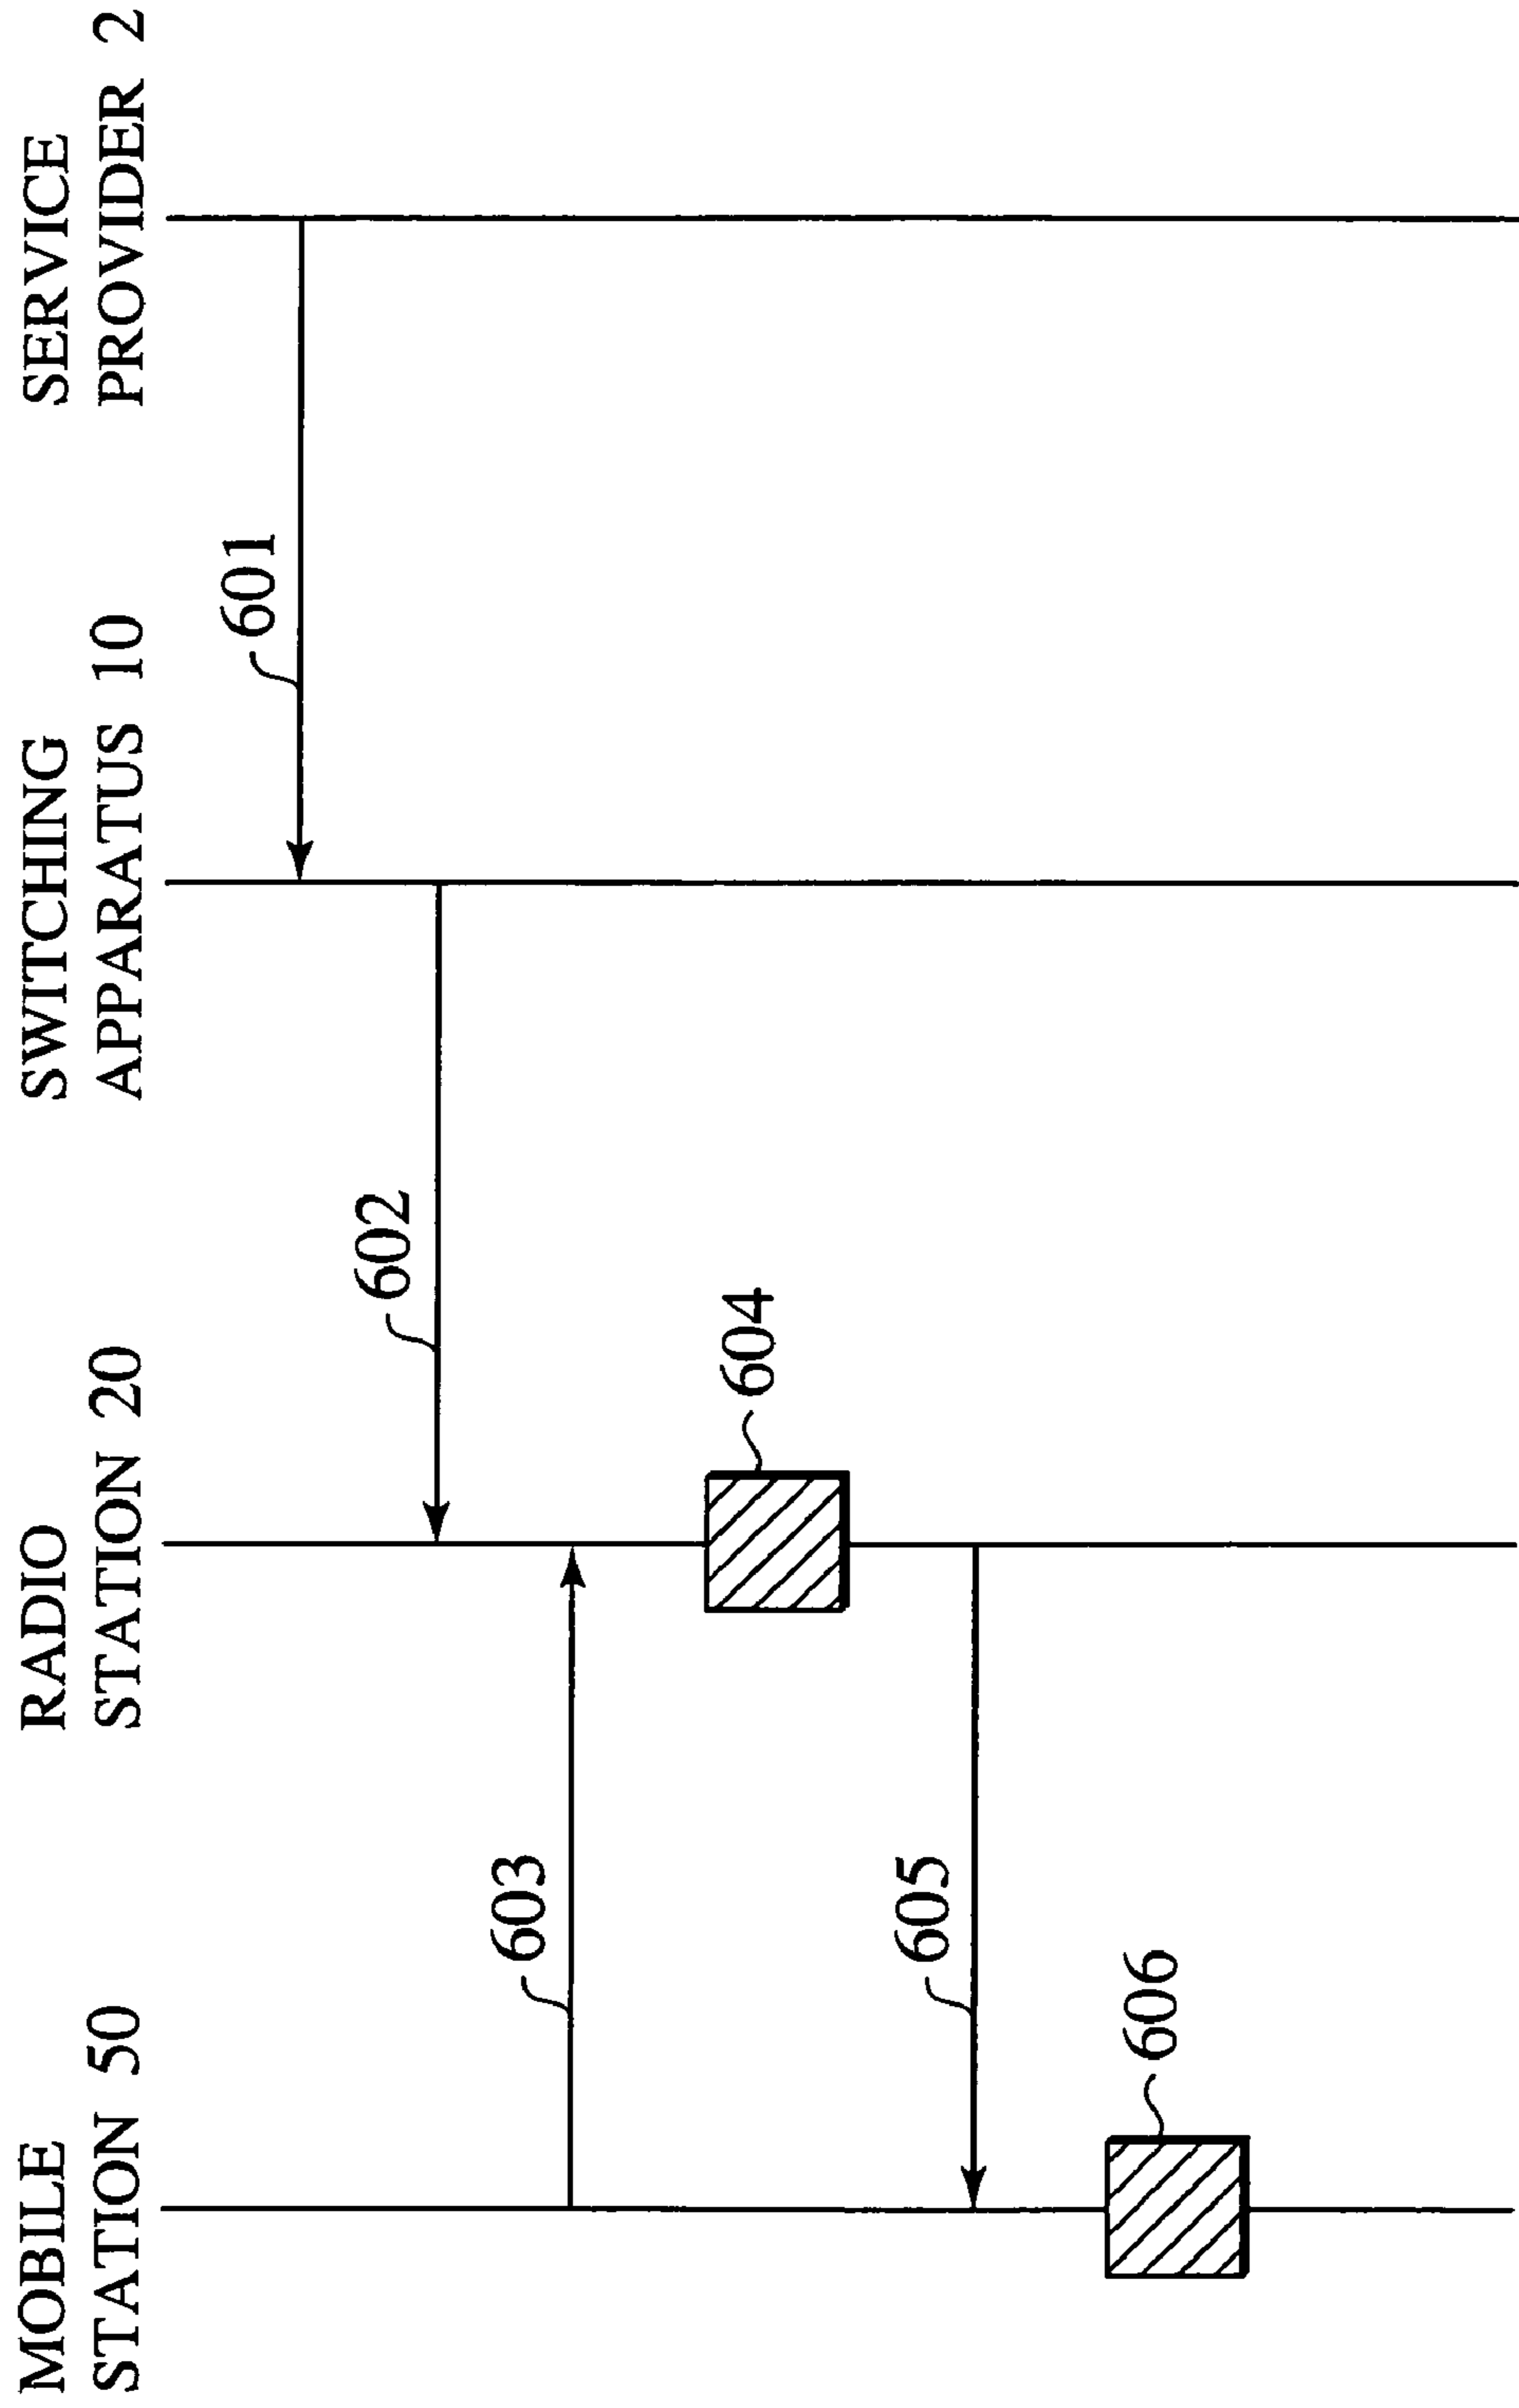 MOBILE
STATION 50
RADIO
STATION 20
SWITCHING
APPARATUS 10
SERVICE
PROVIDER 2
601
602
603
604
605
606